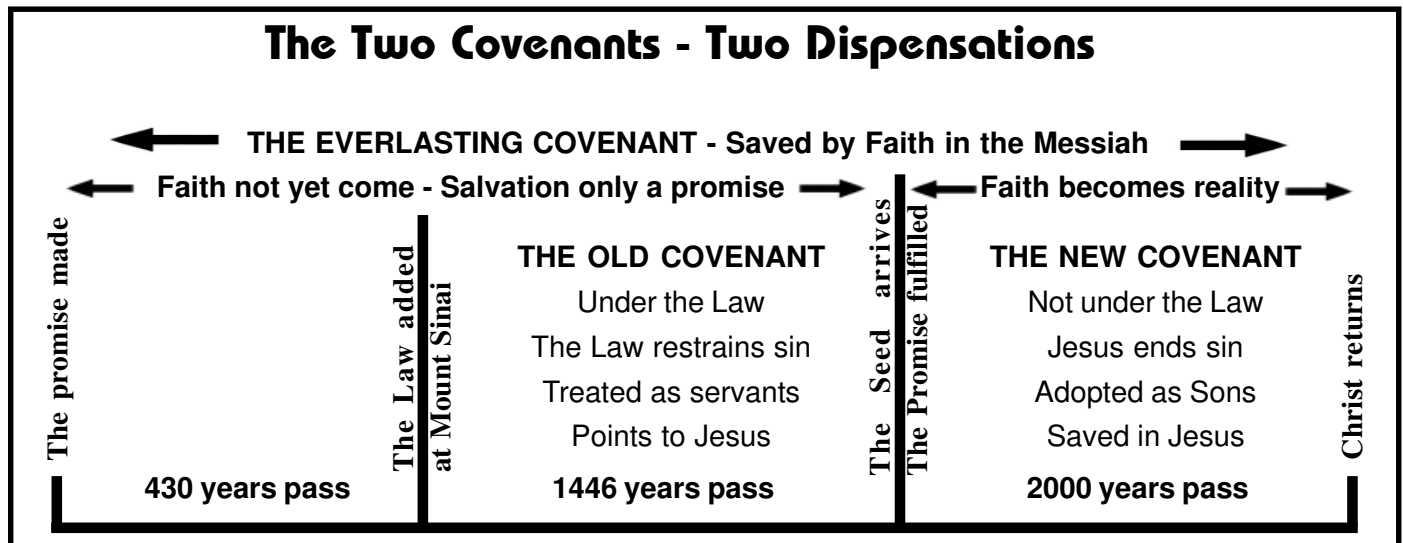 The Two Covenants - Two Dispensations
THE EVERLASTING COVENANT - Saved by Faith in the Messiah
Faith not yet come - Salvation only a promise
Faith becomes reality
The promise made
430 years pass
The Law added
at Mount Sinai
THE OLD COVENANT
Under the Law
The Law restrains sin
Treated as servants
Points to Jesus
1446 years pass
The Seed arrives
The Promise fulfilled
THE NEW COVENANT
Not under the Law
Jesus ends sin
Adopted as Sons
Saved in Jesus
2000 years pass
Christ returns